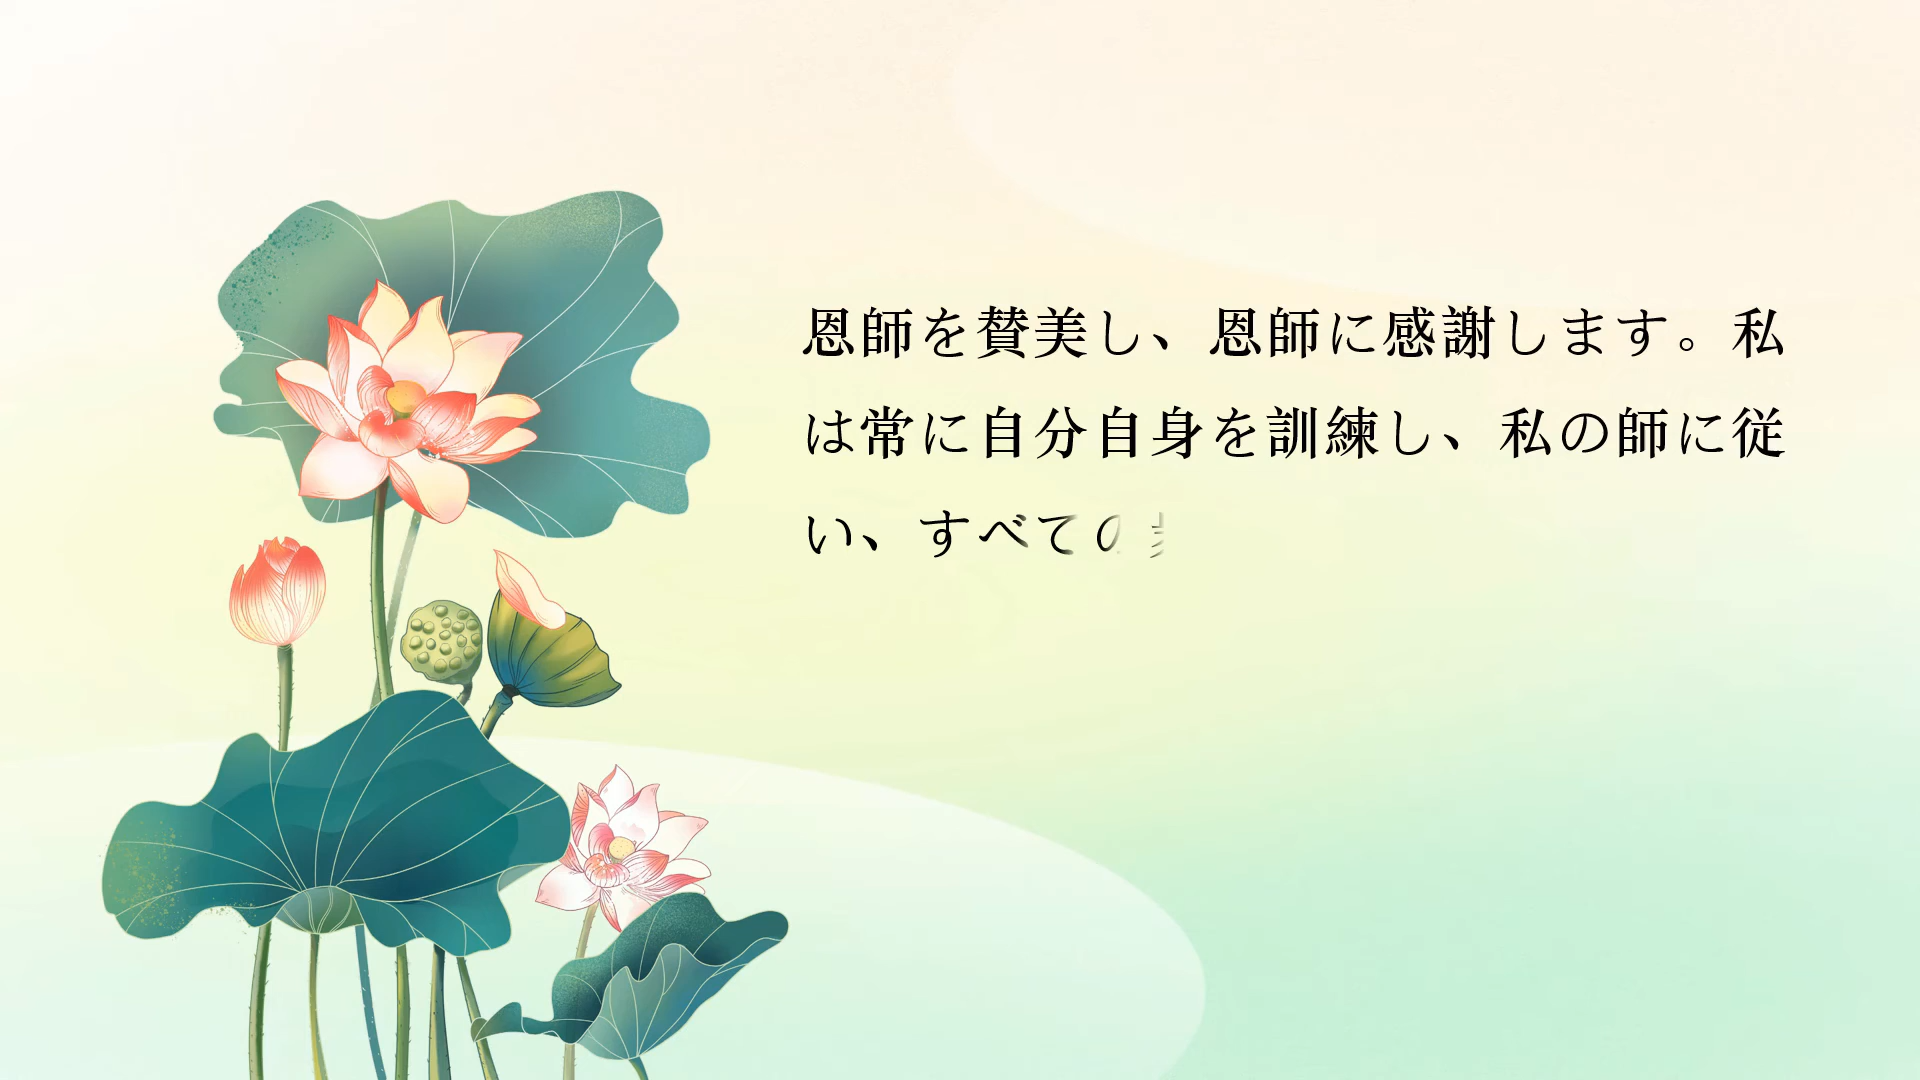 恩師を賛美し、恩師に感謝します。私
は常に自分自身を訓練し、私の師に従
い、すべての